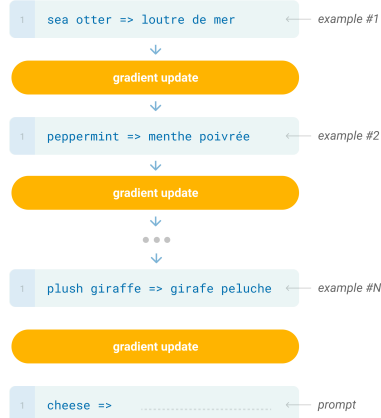 1 sea otter => loutre de mer example #1
gradient update
1 peppermint => menthe poivrée example #2
gradient update
1 plush giraffe => girafe peluche example #N
gradient update
1 cheese => prompt